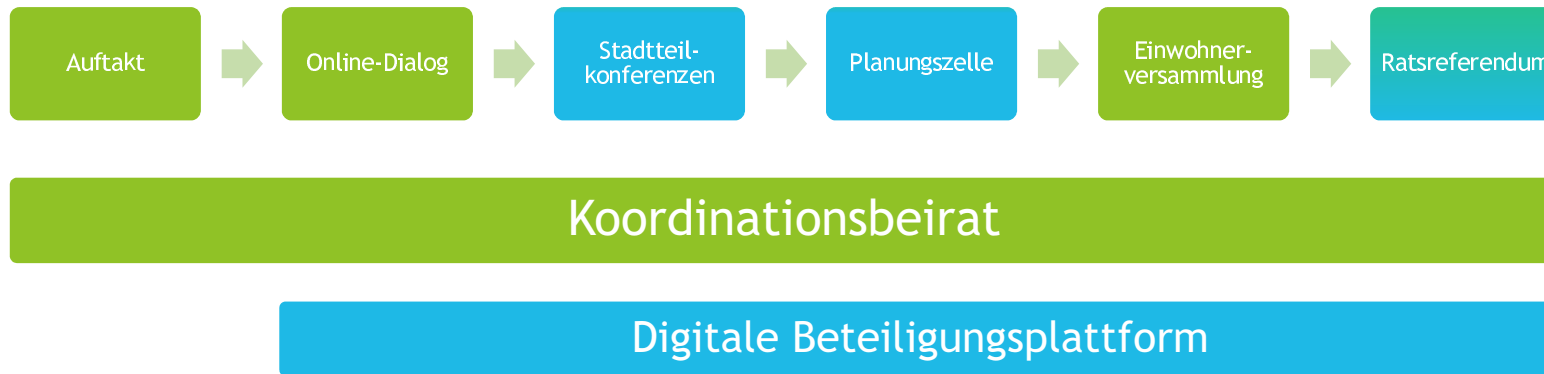 Auftakt
Online-Dialog
Stadtteil-
konferenzen
Planungszelle
Einwohner-
versammlung
Ratsreferendum
Koordinationsbeirat
Digitale Beteiligungsplattform